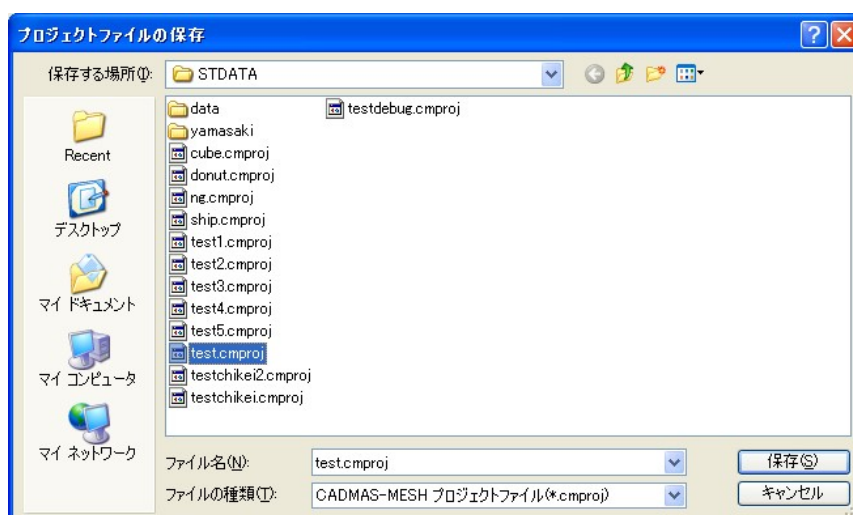 プロジェクトファイルの保存
保存する場所(I):
STDATA
Recent
デスクトップ
マイ ドキュメント
マイ コンピュータ
マイ ネットワーク
data
yamasaki
cube.cmproj
donut.cmproj
ng.cmproj
ship.cmproj
test1.cmproj
test2.cmproj
test3.cmproj
test4.cmproj
test5.cmproj
test.cmproj
testchikei2.cmproj
testchikei.cmproj
testdebug.cmproj
ファイル名(N):
test.cmproj
保存(S)
ファイルの種類(T):
CADMAS-MESH プロジェクトファイル(*.cmproj)
キャンセル